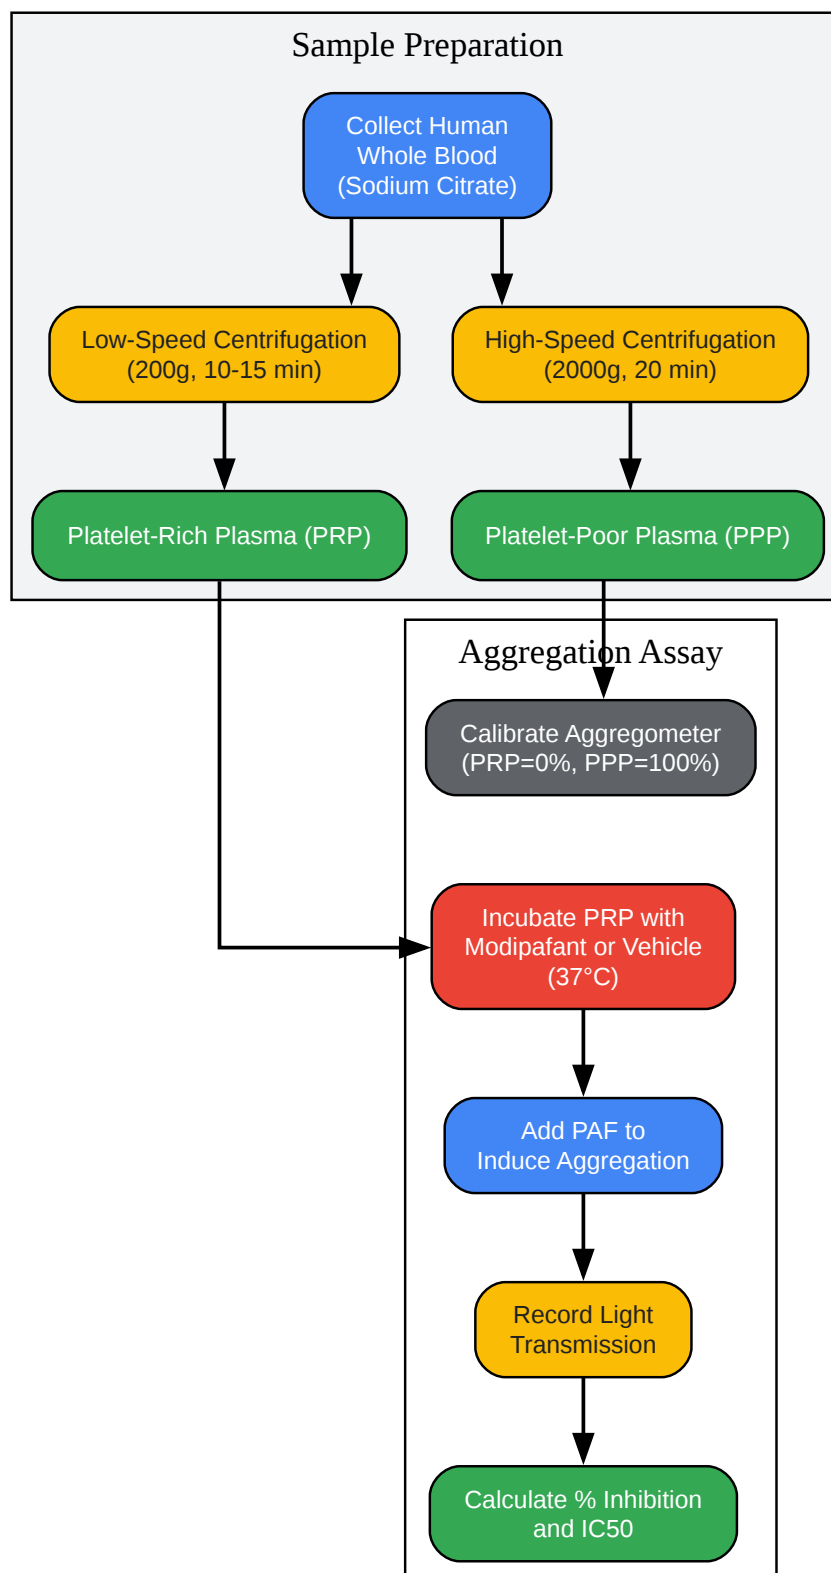 Sample Preparation
Collect Human
Whole Blood
(Sodium Citrate)
Low-Speed Centrifugation
(200g, 10-15 min)
High-Speed Centrifugation
(2000g, 20 min)
Platelet-Rich Plasma (PRP)
Platelet-Poor Plasma (PPP)
Aggregation Assay
Calibrate Aggregometer
(PRP=0%, PPP=100%)
Incubate PRP with
Modipafant or Vehicle
(37°C)
Add PAF to
Induce Aggregation
Record Light
Transmission
Calculate % Inhibition
and IC50